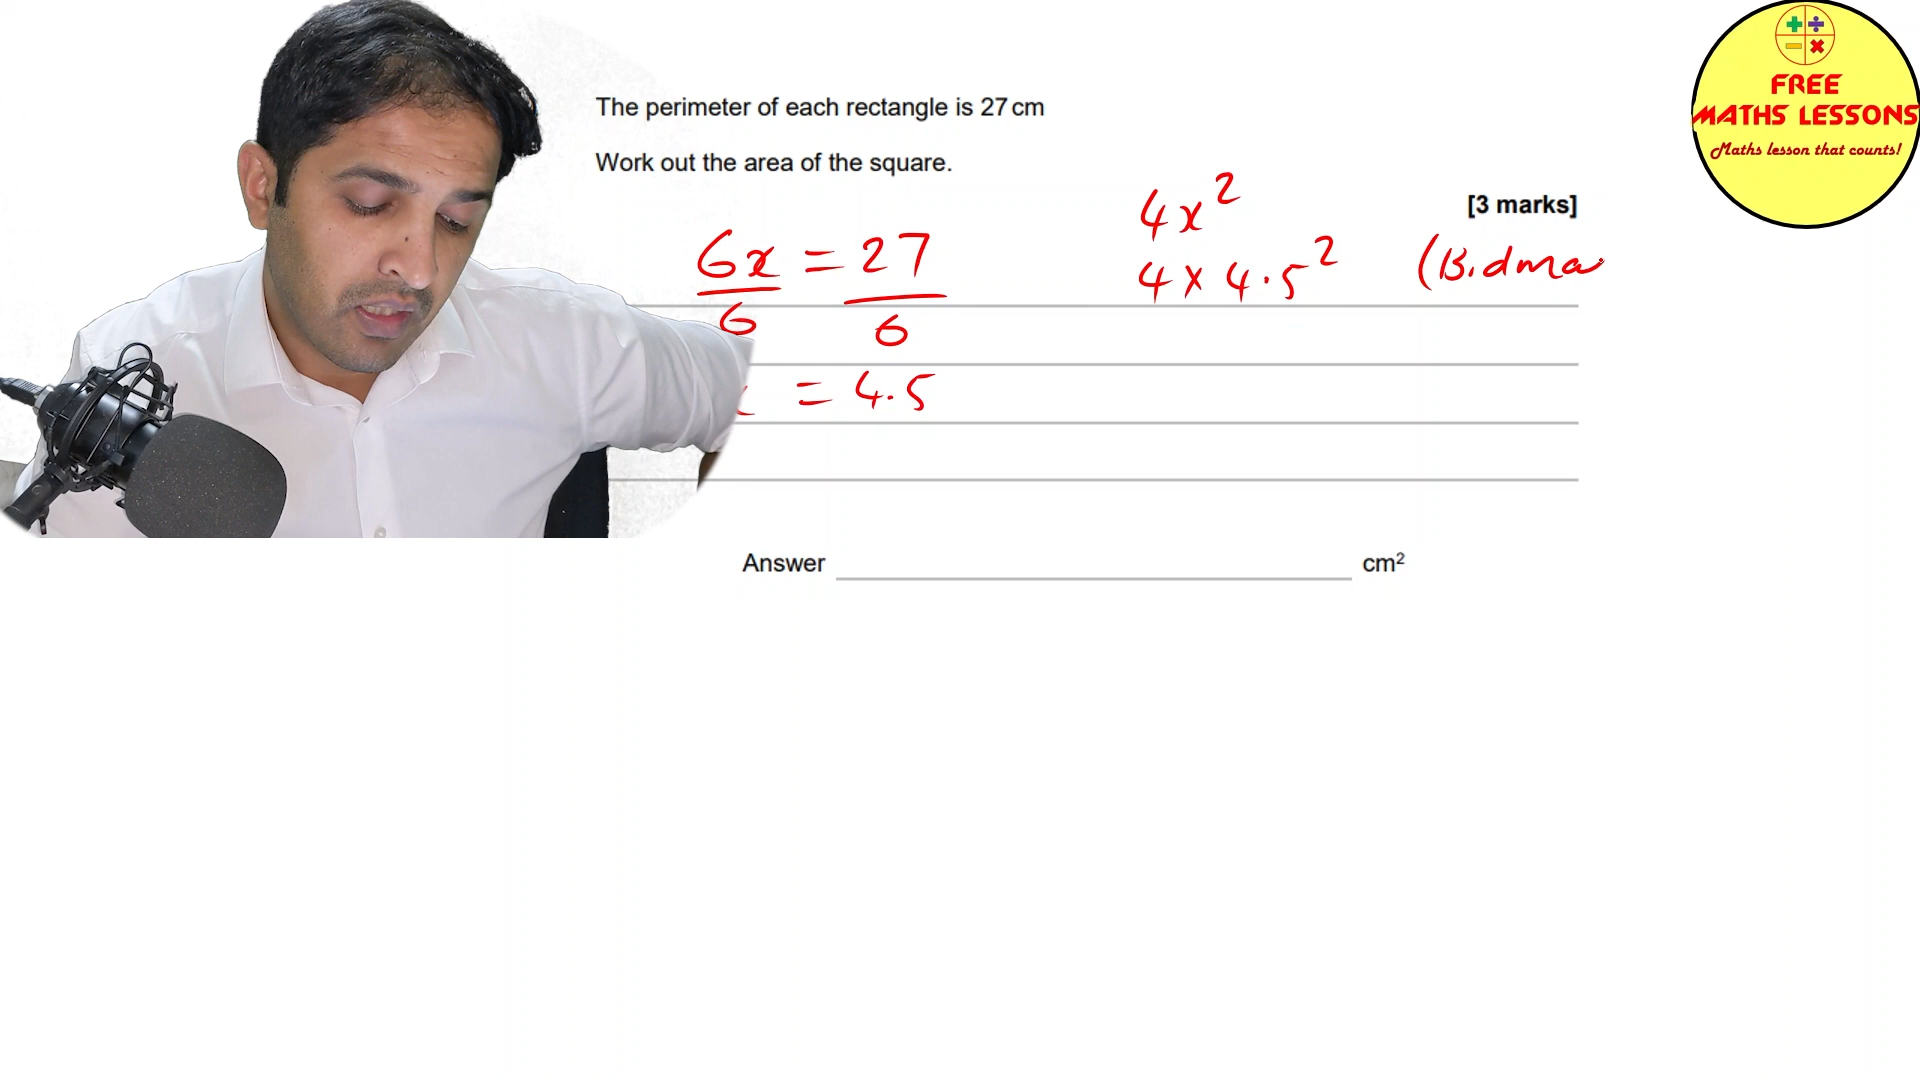 FREE
MATHS LESSONS
Maths lesson that counts!
The perimeter of each rectangle is 27 cm
Work out the area of the square.
[3 marks]
4x²
6x = 27
4 × 4.5² (Bidma
6 6
= 4.5
Answer cm²